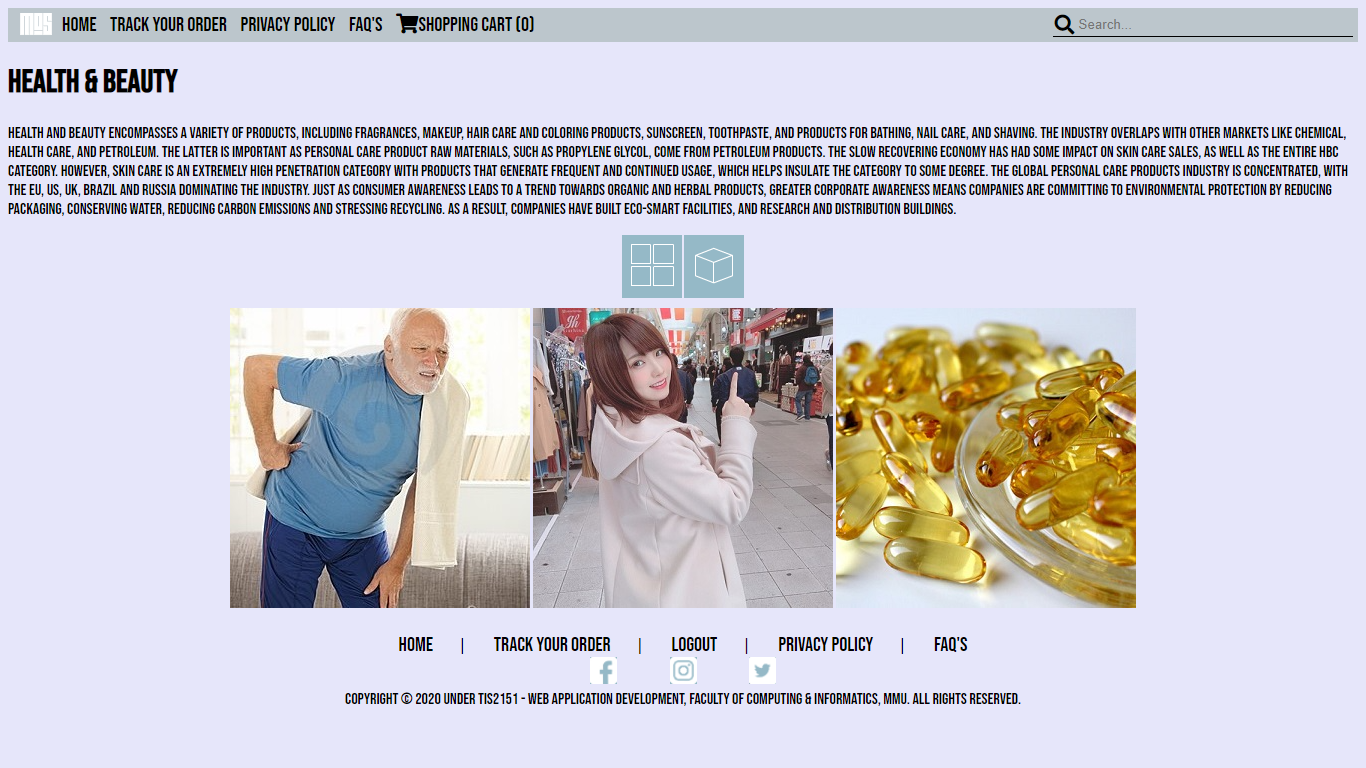 MDS HOME TRACK YOUR ORDER PRIVACY POLICY FAQ'S SHOPPING CART (0) Search...
HEALTH & BEAUTY
HEALTH AND BEAUTY ENCOMPASSES A VARIETY OF PRODUCTS, INCLUDING FRAGRANCES, MAKEUP, HAIR CARE AND COLORING PRODUCTS, SUNSCREEN, TOOTHPASTE, AND PRODUCTS FOR BATHING, NAIL CARE, AND SHAVING. THE INDUSTRY OVERLAPS WITH OTHER MARKETS LIKE CHEMICAL,
HEALTH CARE, AND PETROLEUM. THE LATTER IS IMPORTANT AS PERSONAL CARE PRODUCT RAW MATERIALS, SUCH AS PROPYLENE GLYCOL, COME FROM PETROLEUM PRODUCTS. THE SLOW RECOVERING ECONOMY HAS HAD SOME IMPACT ON SKIN CARE SALES, AS WELL AS THE ENTIRE HBC
CATEGORY. HOWEVER, SKIN CARE IS AN EXTREMELY HIGH PENETRATION CATEGORY WITH PRODUCTS THAT GENERATE FREQUENT AND CONTINUED USAGE, WHICH HELPS INSULATE THE CATEGORY TO SOME DEGREE. THE GLOBAL PERSONAL CARE PRODUCTS INDUSTRY IS CONCENTRATED, WITH
THE EU, US, UK, BRAZIL AND RUSSIA DOMINATING THE INDUSTRY. JUST AS CONSUMER AWARENESS LEADS TO A TREND TOWARDS ORGANIC AND HERBAL PRODUCTS, GREATER CORPORATE AWARENESS MEANS COMPANIES ARE COMMITTING TO ENVIRONMENTAL PROTECTION BY REDUCING
PACKAGING, CONSERVING WATER, REDUCING CARBON EMISSIONS AND STRESSING RECYCLING. AS A RESULT, COMPANIES HAVE BUILT ECO-SMART FACILITIES, AND RESEARCH AND DISTRIBUTION BUILDINGS.
HOME | TRACK YOUR ORDER | LOGOUT | PRIVACY POLICY | FAQ'S
COPYRIGHT © 2020 UNDER TIS2151 - WEB APPLICATION DEVELOPMENT, FACULTY OF COMPUTING & INFORMATICS, MMU. ALL RIGHTS RESERVED.